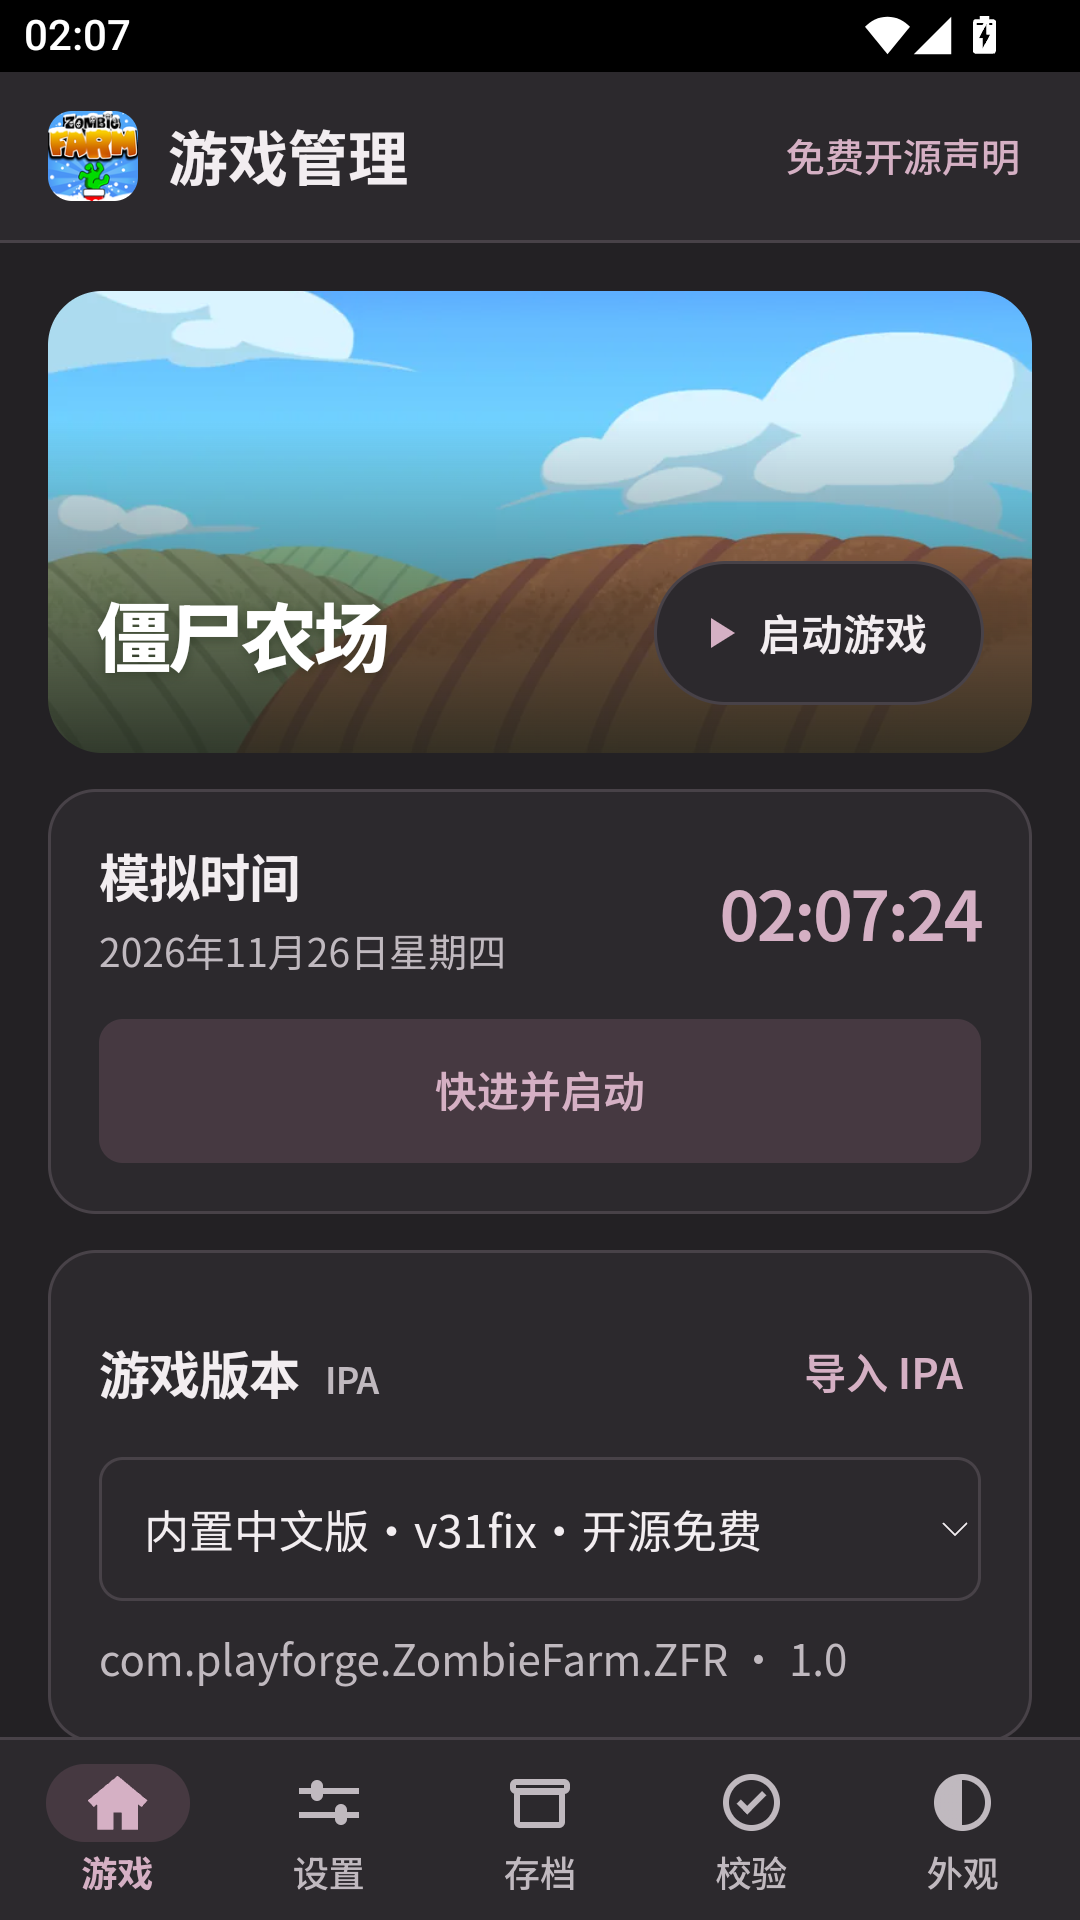 02:07
ZOMBIE
FARM
游戏管理
免费开源声明
僵尸农场
启动游戏
模拟时间
2026年11月26日星期四
02:07:24
快进并启动
游戏版本 IPA
导入 IPA
内置中文版・v31fix・开源免费
com.playforge.ZombieFarm.ZFR ・ 1.0
游戏
设置
存档
校验
外观